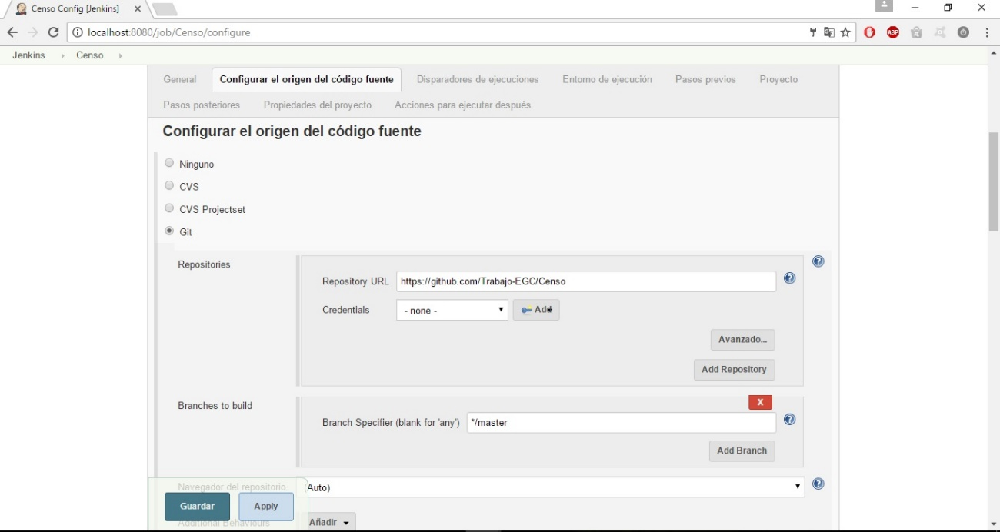 Censo Config [Jenkins]
localhost:8080/job/Censo/configure
ABP
Jenkins Censo
General Configurar el origen del código fuente Disparadores de ejecuciones Entorno de ejecución Pasos previos Proyecto
Pasos posteriores Propiedades del proyecto Acciones para ejecutar después.
Configurar el origen del código fuente
Ninguno
CVS
CVS Projectset
Git
Repositories
Repository URL https://github.com/Trabajo-EGC/Censo
Credentials - none - Add
Avanzado...
Add Repository
Branches to build
X
Branch Specifier (blank for 'any') */master
Add Branch
Navegador del repositorio (Auto)
Guardar Apply
Additional Behaviours Añadir